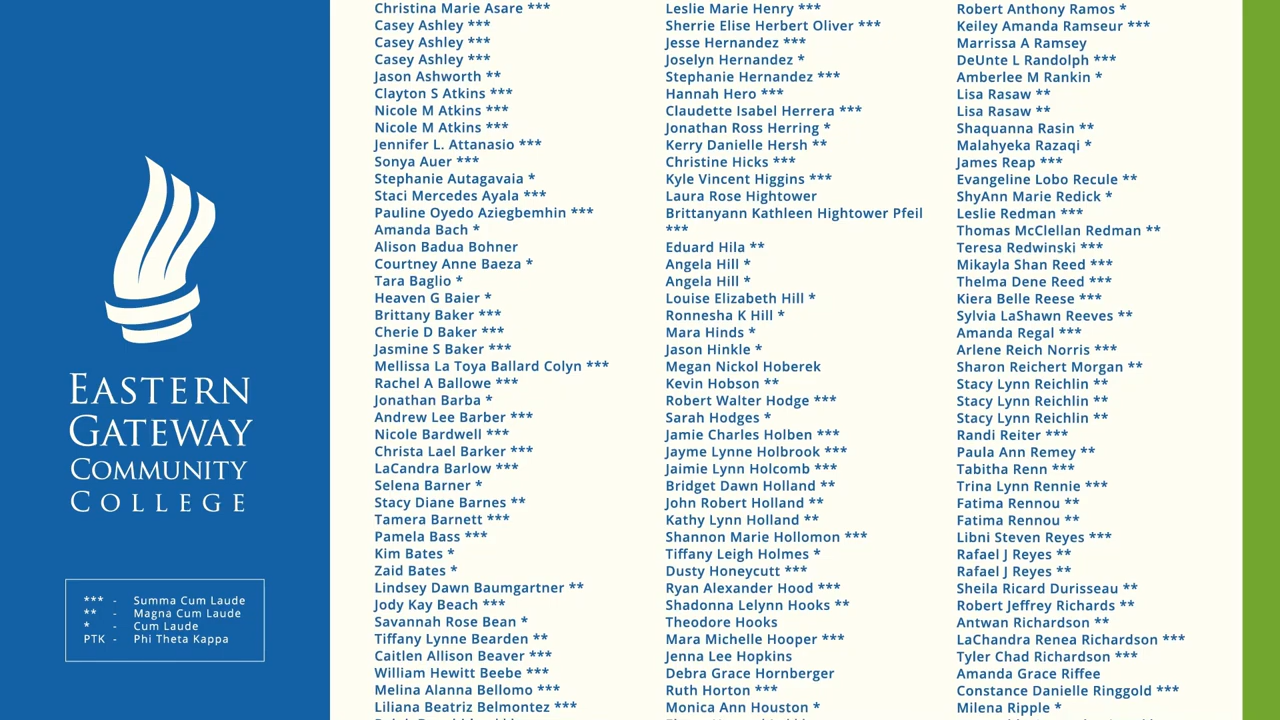 EASTERN
GATEWAY
COMMUNITY
COLLEGE
*** - Summa Cum Laude
** - Magna Cum Laude
* - Cum Laude
PTK - Phi Theta Kappa
Christina Marie Asare ***
Casey Ashley ***
Casey Ashley ***
Casey Ashley ***
Jason Ashworth **
Clayton S Atkins ***
Nicole M Atkins ***
Nicole M Atkins ***
Jennifer L. Attanasio ***
Sonya Auer ***
Stephanie Autagavaia *
Staci Mercedes Ayala ***
Pauline Oyedo Aziegbemhin ***
Amanda Bach *
Alison Badua Bohner
Courtney Anne Baeza *
Tara Baglio *
Heaven G Baier *
Brittany Baker ***
Cherie D Baker ***
Jasmine S Baker ***
Mellissa La Toya Ballard Colyn ***
Rachel A Ballowe ***
Jonathan Barba *
Andrew Lee Barber ***
Nicole Bardwell ***
Christa Lael Barker ***
LaCandra Barlow ***
Selena Barner *
Stacy Diane Barnes **
Tamera Barnett ***
Pamela Bass ***
Kim Bates *
Zaid Bates *
Lindsey Dawn Baumgartner **
Jody Kay Beach ***
Savannah Rose Bean *
Tiffany Lynne Bearden **
Caitlen Allison Beaver ***
William Hewitt Beebe ***
Melina Alanna Bellomo ***
Liliana Beatriz Belmontez ***
Leslie Marie Henry ***
Sherrie Elise Herbert Oliver ***
Jesse Hernandez ***
Joselyn Hernandez *
Stephanie Hernandez ***
Hannah Hero ***
Claudette Isabel Herrera ***
Jonathan Ross Herring *
Kerry Danielle Hersh **
Christine Hicks ***
Kyle Vincent Higgins ***
Laura Rose Hightower
Brittanyann Kathleen Hightower Pfeil
***
Eduard Hila **
Angela Hill *
Angela Hill *
Louise Elizabeth Hill *
Ronnesha K Hill *
Mara Hinds *
Jason Hinkle *
Megan Nickol Hoberek
Kevin Hobson **
Robert Walter Hodge ***
Sarah Hodges *
Jamie Charles Holben ***
Jayme Lynne Holbrook ***
Jaimie Lynn Holcomb ***
Bridget Dawn Holland **
John Robert Holland **
Kathy Lynn Holland **
Shannon Marie Hollomon ***
Tiffany Leigh Holmes *
Dusty Honeycutt ***
Ryan Alexander Hood ***
Shadonna Lelynn Hooks **
Theodore Hooks
Mara Michelle Hooper ***
Jenna Lee Hopkins
Debra Grace Hornberger
Ruth Horton ***
Monica Ann Houston *
Robert Anthony Ramos *
Keiley Amanda Ramseur ***
Marrissa A Ramsey
DeUnte L Randolph ***
Amberlee M Rankin *
Lisa Rasaw **
Lisa Rasaw **
Shaquanna Rasin **
Malahyeka Razaqi *
James Reap ***
Evangeline Lobo Recule **
ShyAnn Marie Redick *
Leslie Redman ***
Thomas McClellan Redman **
Teresa Redwinski ***
Mikayla Shan Reed ***
Thelma Dene Reed ***
Kiera Belle Reese ***
Sylvia LaShawn Reeves **
Amanda Regal ***
Arlene Reich Norris ***
Sharon Reichert Morgan **
Stacy Lynn Reichlin **
Stacy Lynn Reichlin **
Stacy Lynn Reichlin **
Randi Reiter ***
Paula Ann Remey **
Tabitha Renn ***
Trina Lynn Rennie ***
Fatima Rennou **
Fatima Rennou **
Libni Steven Reyes ***
Rafael J Reyes **
Rafael J Reyes **
Sheila Ricard Durisseau **
Robert Jeffrey Richards **
Antwan Richardson **
LaChandra Renea Richardson ***
Tyler Chad Richardson ***
Amanda Grace Riffee
Constance Danielle Ringgold ***
Milena Ripple *